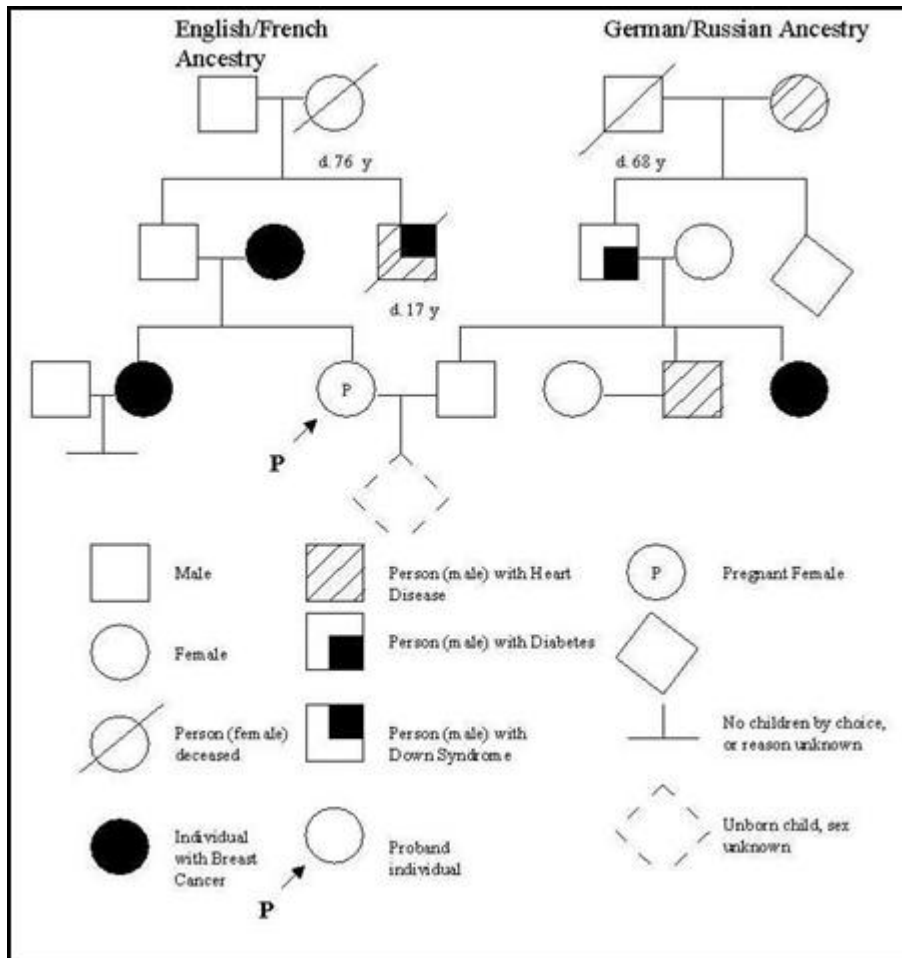 English/French
Ancestry
German/Russian Ancestry
d. 76 y
d. 68 y
d. 17 y
P
P
Male
Person (male) with Heart
Disease
P
Pregnant Female
Female
Person (male) with Diabetes
Person (female)
deceased
Person (male) with
Down Syndrome
No children by choice,
or reason unknown
Individual
with Breast
Cancer
Proband
individual
P
Unborn child, sex
unknown